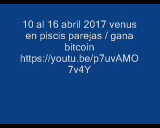 10 al 16 abril 2017 venus
en piscis parejas / gana
bitcoin
https://youtu.be/p7uvAMO
7v4Y